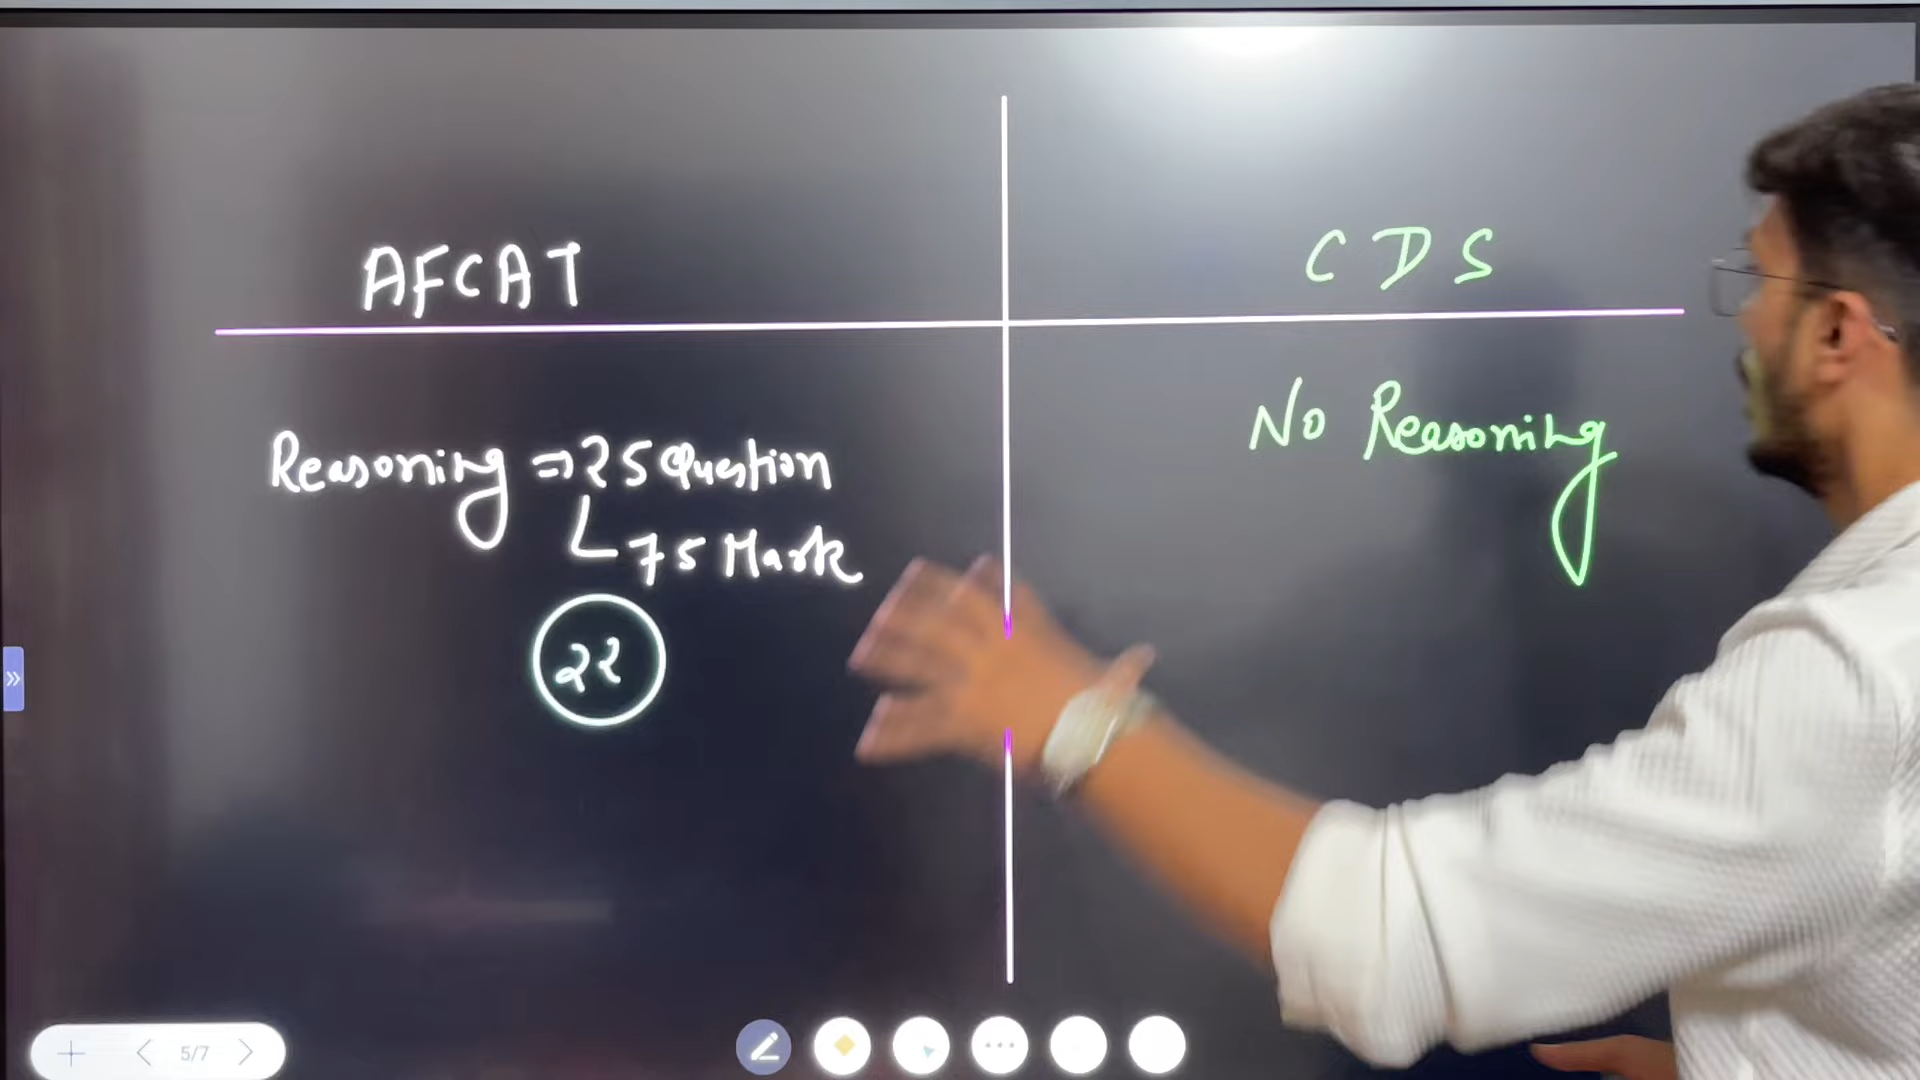 AFCAT
CDS
Reasoning ⇒ 25 Question
75 Mark
22
No Reasoning
5/7